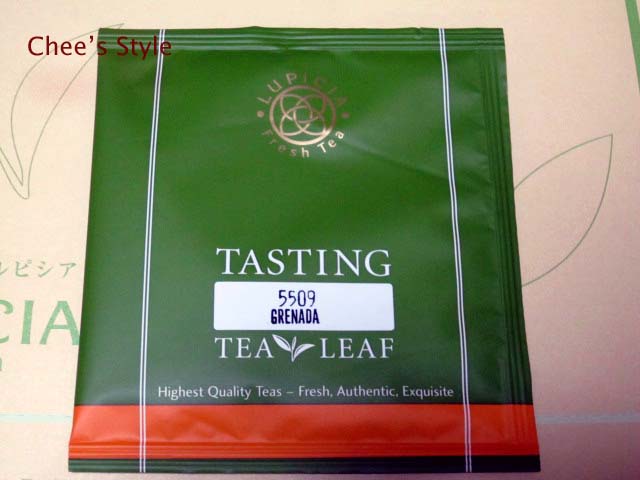 Chee's Style
LUPICIA
Fresh Tea
TASTING
5509
GRENADA
TEA LEAF
Highest Quality Teas – Fresh, Authentic, Exquisite
ルピシア
CIA